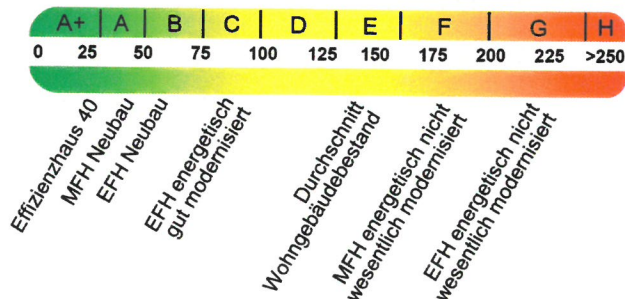 A+ A B C D E F G H
0 25 50 75 100 125 150 175 200 225 >250
Effizienzhaus 40
MFH Neubau
EFH Neubau
EFH energetisch
gut modernisiert
Durchschnitt
Wohngebäudebestand
MFH energetisch nicht
wesentlich modernisiert
EFH energetisch nicht
wesentlich modernisiert